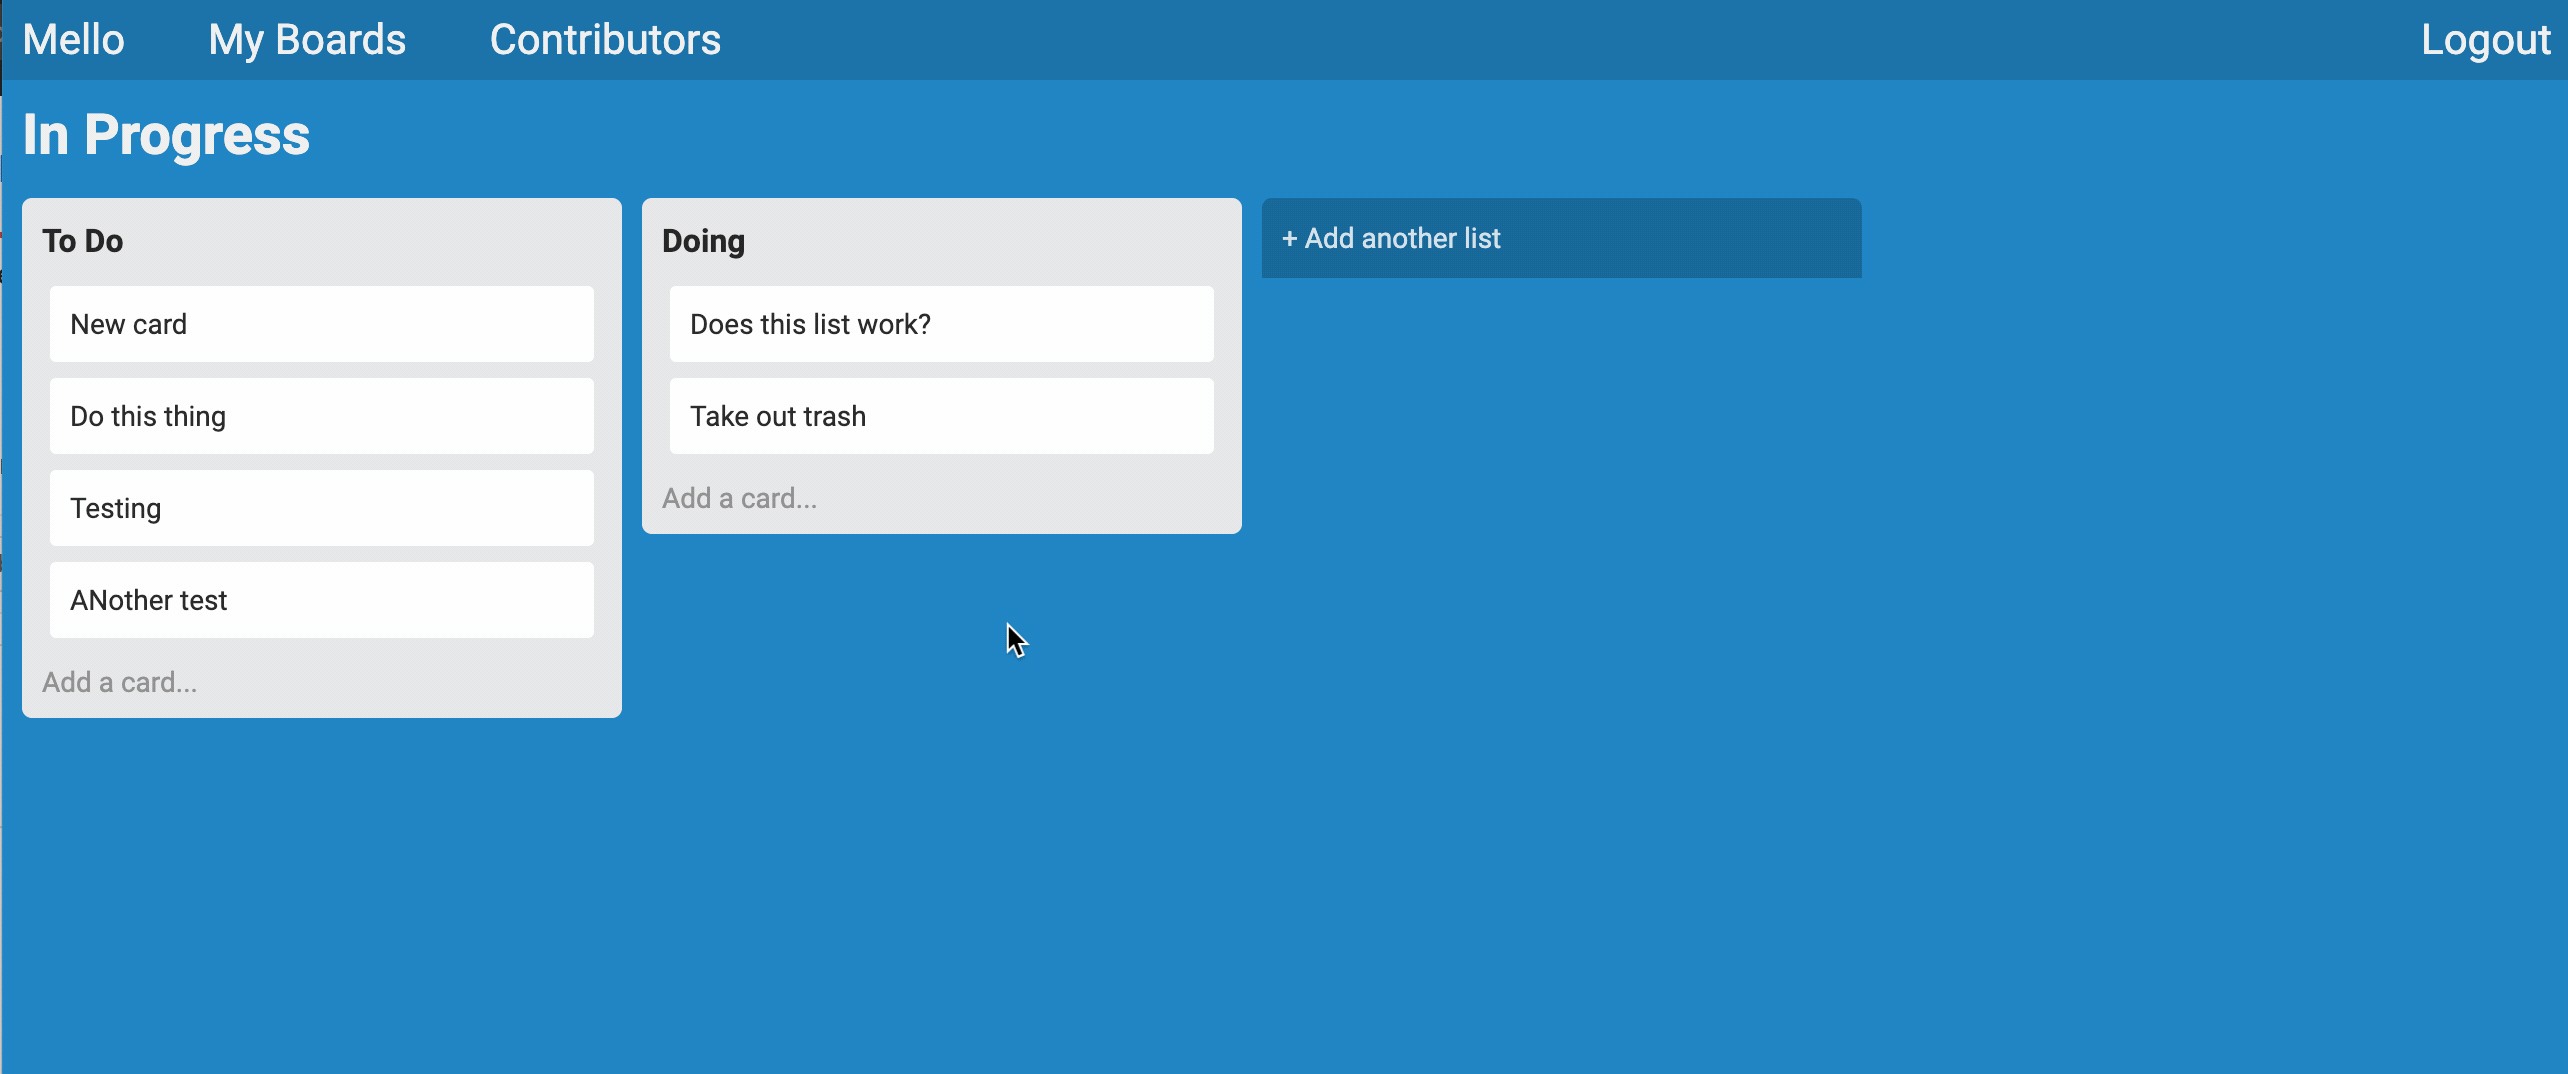 Mello My Boards Contributors Logout
In Progress
To Do
New card
Do this thing
Testing
ANother test
Add a card...
Doing
Does this list work?
Take out trash
Add a card...
+ Add another list